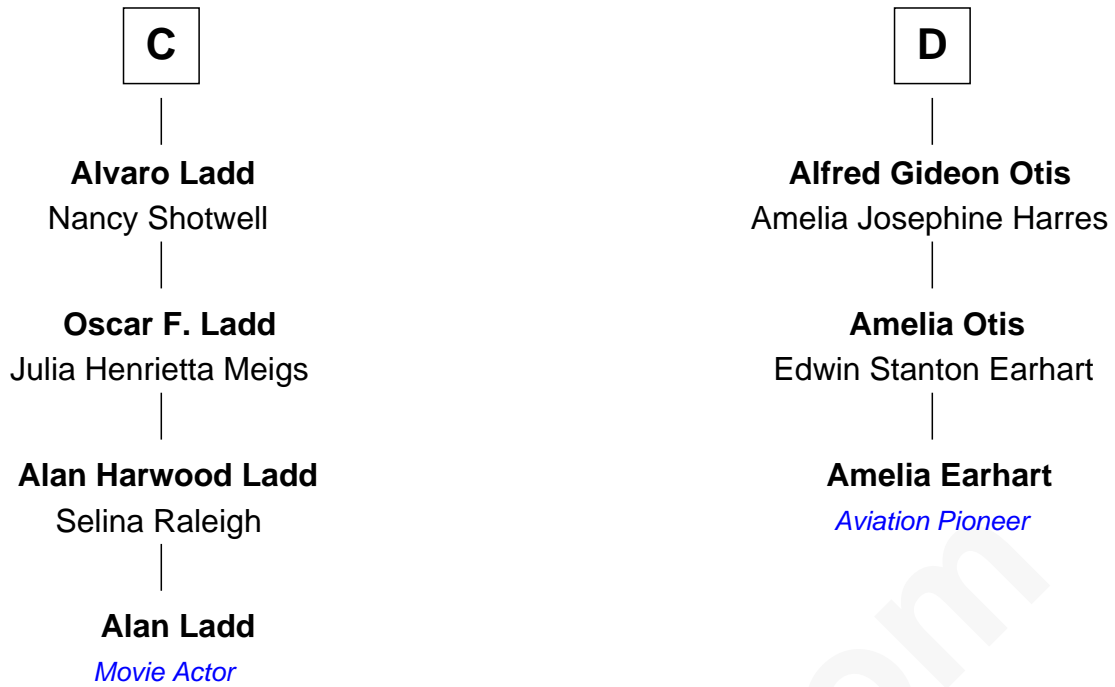 C
Alvaro Ladd
Nancy Shotwell
Oscar F. Ladd
Julia Henrietta Meigs
Alan Harwood Ladd
Selina Raleigh
Alan Ladd
Movie Actor
D
Alfred Gideon Otis
Amelia Josephine Harres
Amelia Otis
Edwin Stanton Earhart
Amelia Earhart
Aviation Pioneer
om